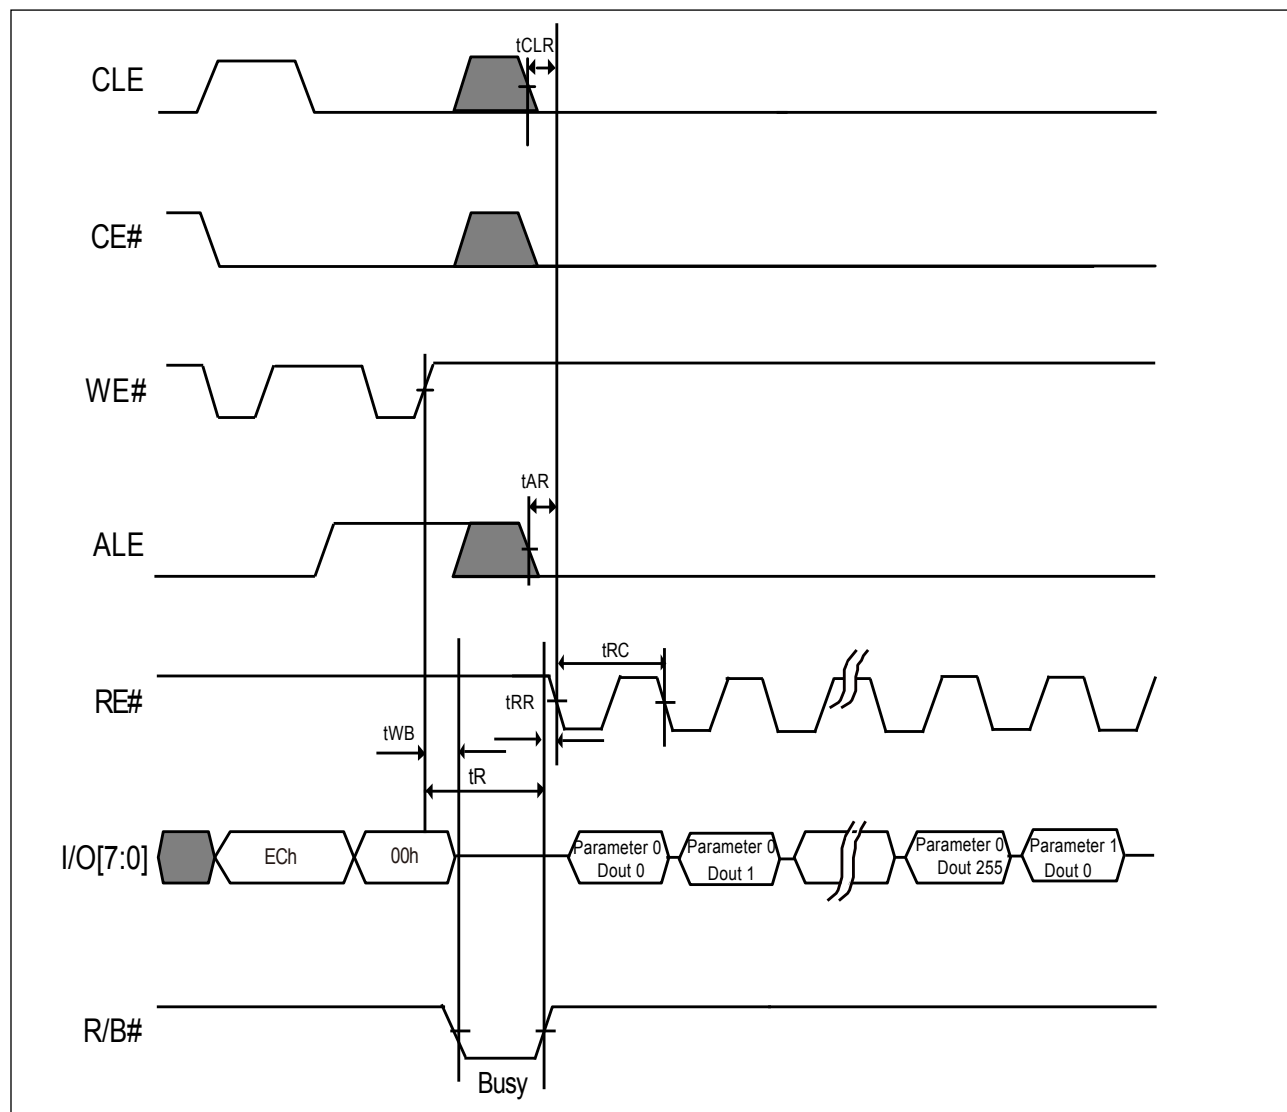 tCLR
CLE
CE#
WE#
tAR
ALE
tRC
RE#
tRR
tWB
tR
I/O[7:0]
ECh
00h
Parameter 0
Dout 0
Parameter 0
Dout 1
Parameter 0
Dout 255
Parameter 1
Dout 0
R/B#
Busy